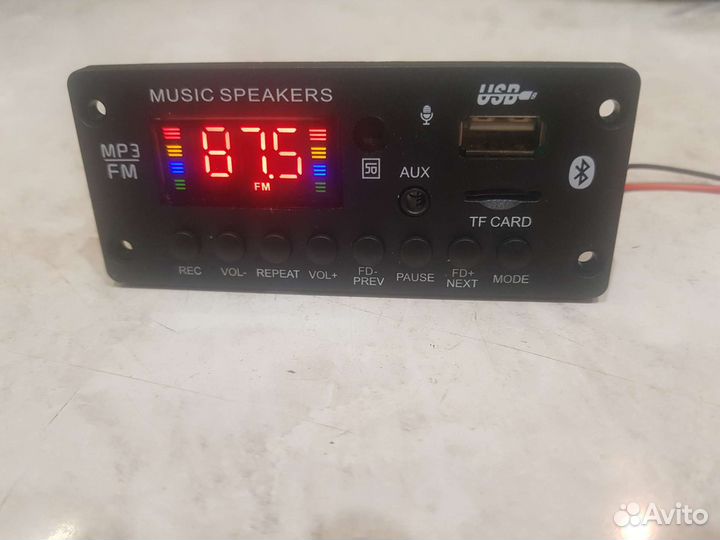 MUSIC SPEAKERS
USB
MP3
FM
87.5
FM
AUX
TF CARD
REC
VOL-
REPEAT
VOL+
FD-
PREV
PAUSE
FD+
NEXT
MODE
Avito